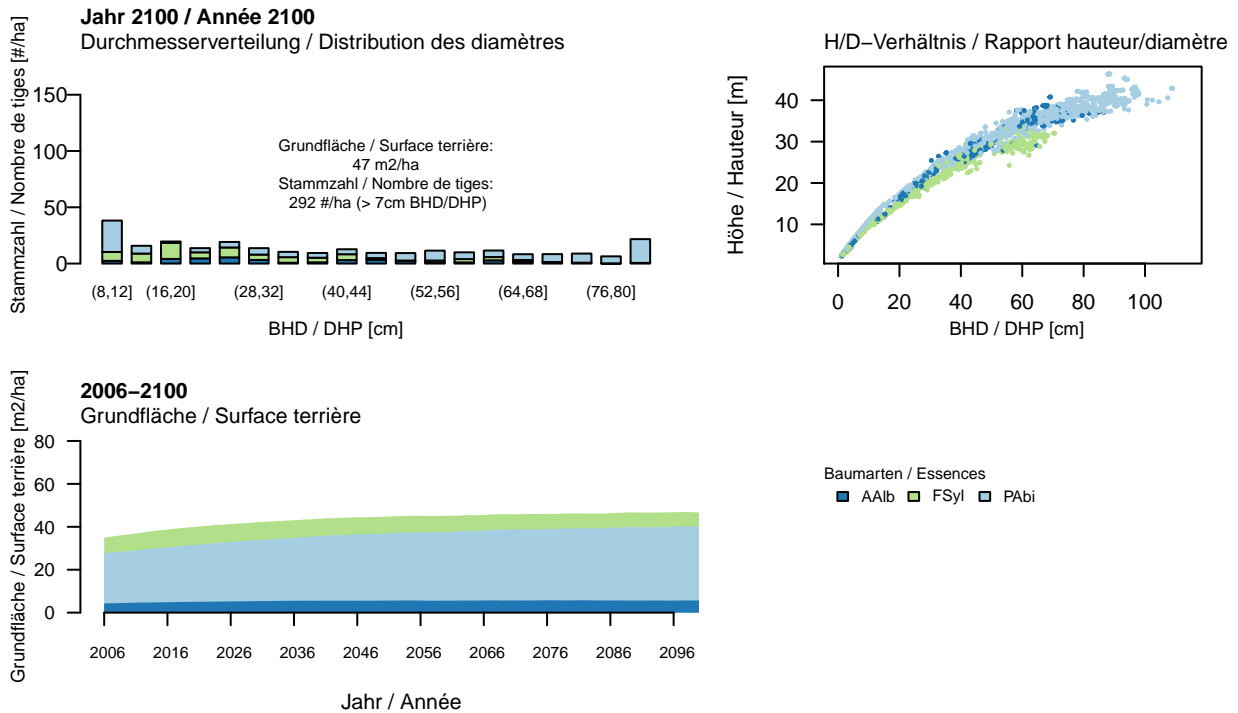 Jahr 2100 / Année 2100
Durchmesserverteilung / Distribution des diamètres
Stammzahl / Nombre de tiges [#/ha]
150
100
50
0
Grundfläche / Surface terrière:
47 m2/ha
Stammzahl / Nombre de tiges:
292 #/ha (> 7cm BHD/DHP)
(8,12] (16,20] (28,32] (40,44] (52,56] (64,68] (76,80]
BHD / DHP [cm]
H/D−Verhältnis / Rapport hauteur/diamètre
Höhe / Hauteur [m]
40
30
20
10
0 20 40 60 80 100
BHD / DHP [cm]
2006−2100
Grundfläche / Surface terrière
Grundfläche / Surface terrière [m2/ha]
80
60
40
20
0
2006 2016 2026 2036 2046 2056 2066 2076 2086 2096
Jahr / Année
Baumarten / Essences
AAlb FSyl PAbi